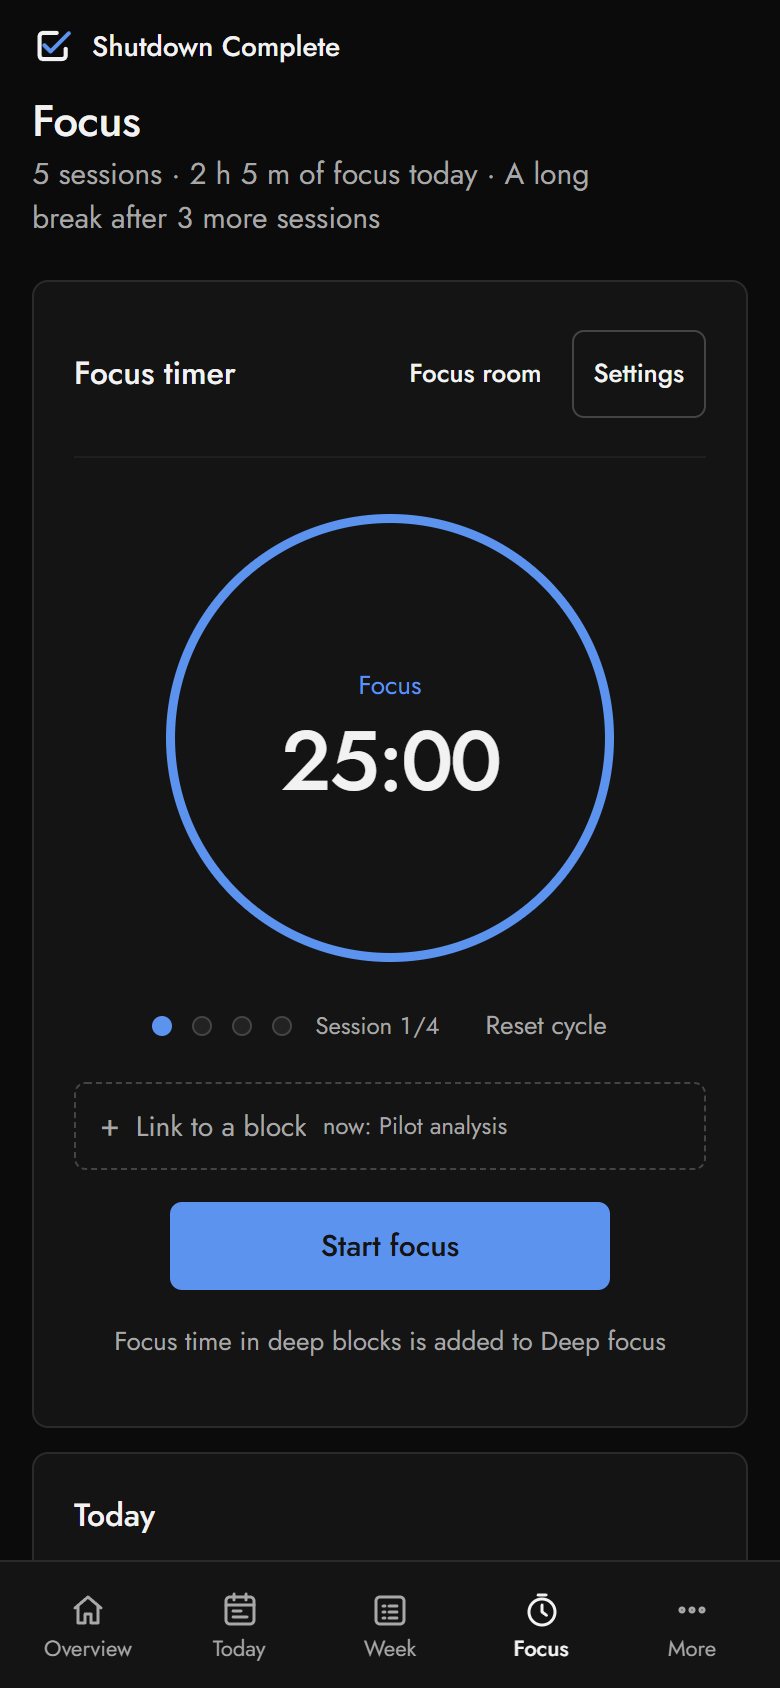 Shutdown Complete
Focus
5 sessions · 2 h 5 m of focus today · A long
break after 3 more sessions
Focus timer
Focus room
Settings
Focus
25:00
Session 1/4
Reset cycle
+ Link to a block now: Pilot analysis
Start focus
Focus time in deep blocks is added to Deep focus
Today
Overview
Today
Week
Focus
More